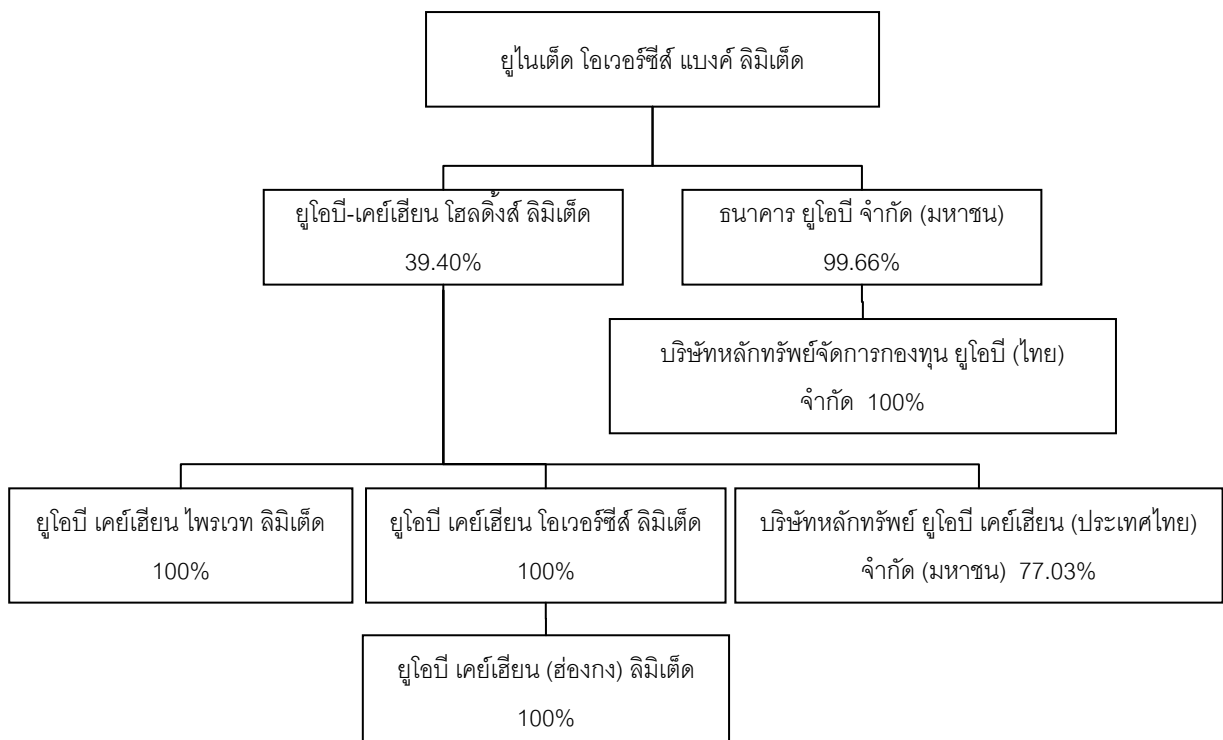 ยูไนเต็ด โอเวอร์ซีส์ แบงค์ ลิมิเต็ด
ยูโอบี-เคย์เฮียน โฮลดิ้งส์ ลิมิเต็ด
39.40%
ธนาคาร ยูโอบี จำกัด (มหาชน)
99.66%
บริษัทหลักทรัพย์จัดการกองทุน ยูโอบี (ไทย)
จำกัด 100%
ยูโอบี เคย์เฮียน ไพรเวท ลิมิเต็ด
100%
ยูโอบี เคย์เฮียน โอเวอร์ซีส์ ลิมิเต็ด
100%
บริษัทหลักทรัพย์ ยูโอบี เคย์เฮียน (ประเทศไทย)
จำกัด (มหาชน) 77.03%
ยูโอบี เคย์เฮียน (ฮ่องกง) ลิมิเต็ด
100%